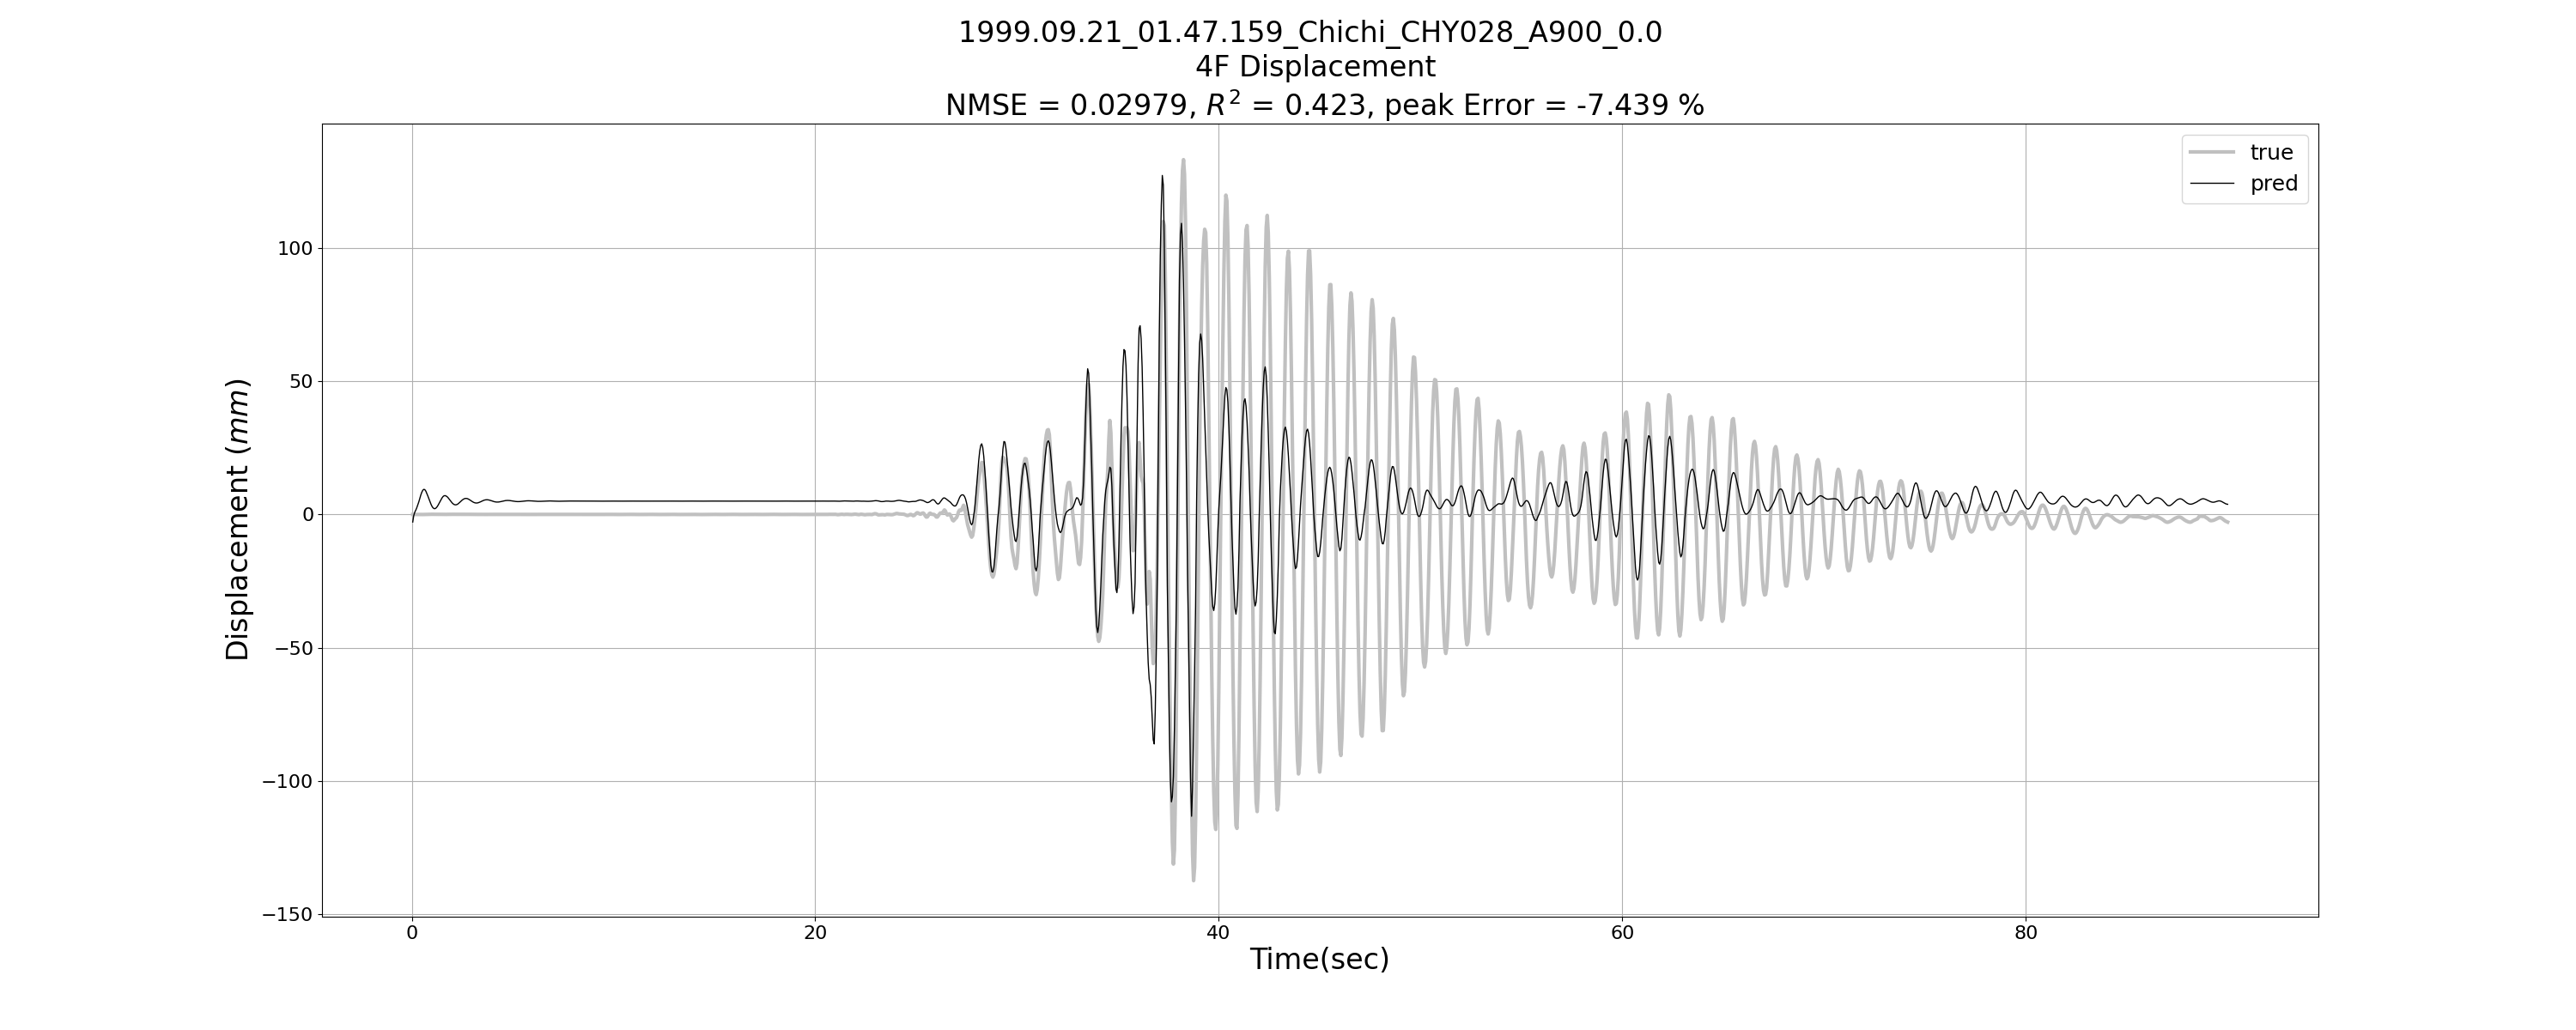 1999.09.21_01.47.159_Chichi_CHY028_A900_0.0
4F Displacement
NMSE = 0.02979, R² = 0.423, peak Error = -7.439 %
true
pred
Displacement (mm)
100
50
0
−50
−100
−150
0
20
40
60
80
Time(sec)